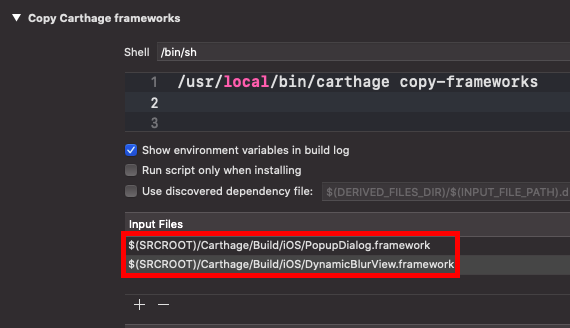 Copy Carthage frameworks
Shell /bin/sh
1 /usr/local/bin/carthage copy-frameworks
2
3
Show environment variables in build log
Run script only when installing
Use discovered dependency file: $(DERIVED_FILES_DIR)/$(INPUT_FILE_PATH).d
Input Files
$(SRCROOT)/Carthage/Build/iOS/PopupDialog.framework
$(SRCROOT)/Carthage/Build/iOS/DynamicBlurView.framework